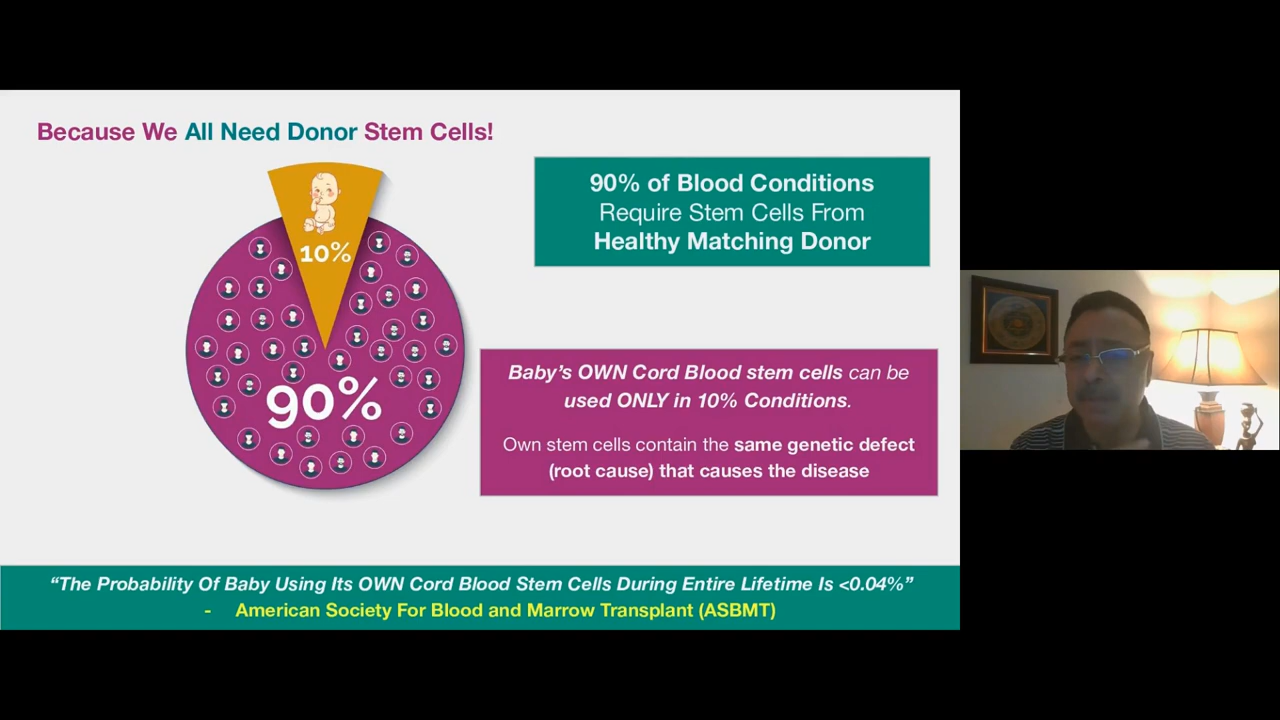 Because We All Need Donor Stem Cells!
10%
90%
90% of Blood Conditions
Require Stem Cells From
Healthy Matching Donor
Baby’s OWN Cord Blood stem cells can be
used ONLY in 10% Conditions.
Own stem cells contain the same genetic defect
(root cause) that causes the disease
“The Probability Of Baby Using Its OWN Cord Blood Stem Cells During Entire Lifetime Is <0.04%”
- American Society For Blood and Marrow Transplant (ASBMT)